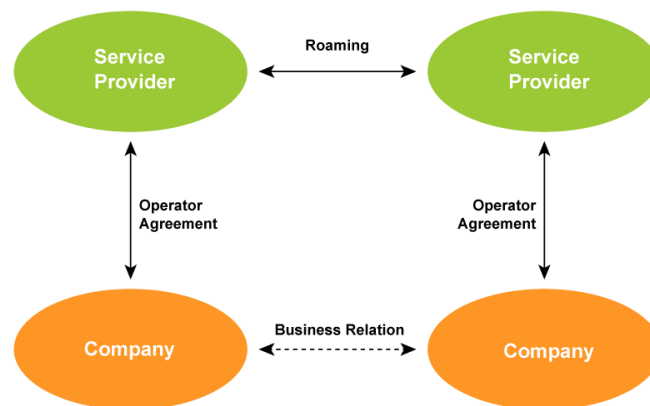 Roaming
Service
Provider
Service
Provider
Operator
Agreement
Operator
Agreement
Business Relation
Company
Company